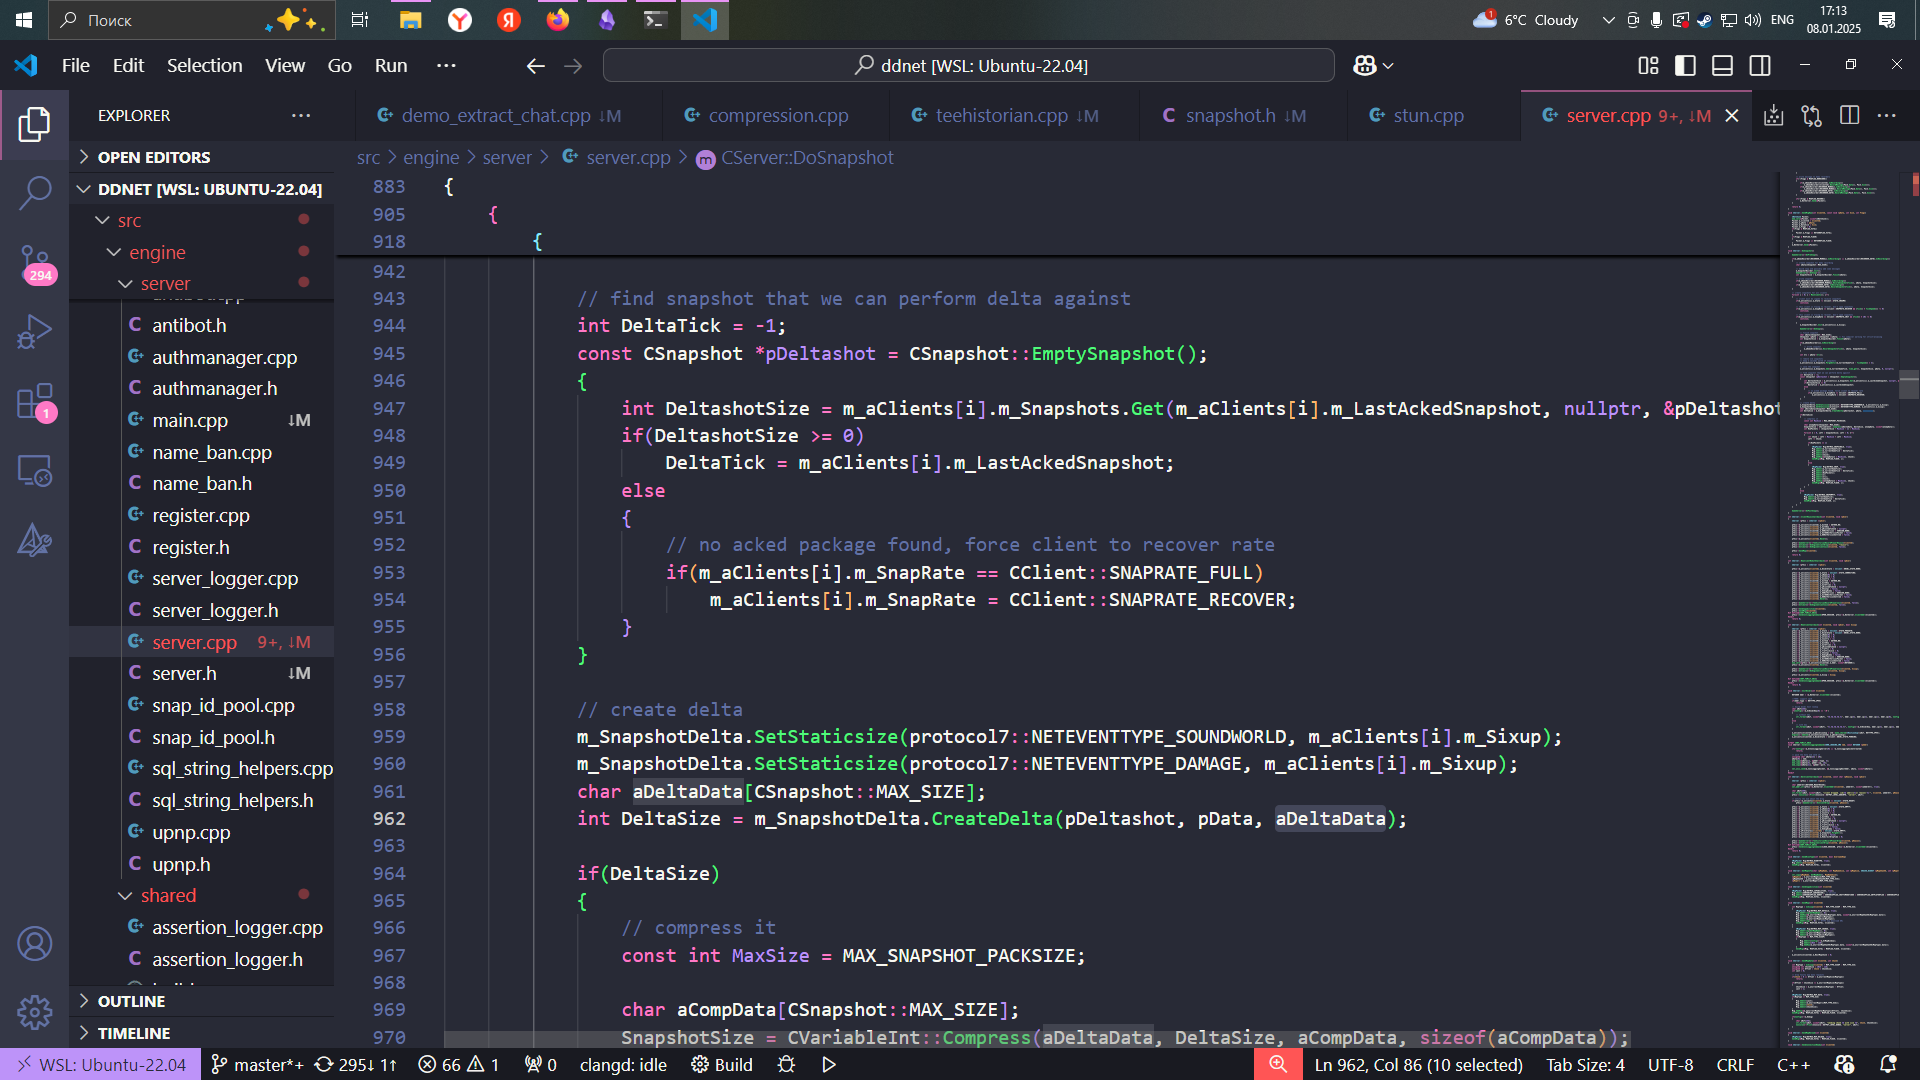 Поиск
6°C Cloudy
ENG
17:13
08.01.2025
File Edit Selection View Go Run ···
ddnet [WSL: Ubuntu-22.04]
EXPLORER
demo_extract_chat.cpp ↓M
compression.cpp
teehistorian.cpp ↓M
snapshot.h ↓M
stun.cpp
server.cpp 9+, ↓M
OPEN EDITORS
DDNET [WSL: UBUNTU-22.04]
src
engine
server
antibot.h
authmanager.cpp
authmanager.h
main.cpp ↓M
name_ban.cpp
name_ban.h
register.cpp
register.h
server_logger.cpp
server_logger.h
server.cpp 9+, ↓M
server.h ↓M
snap_id_pool.cpp
snap_id_pool.h
sql_string_helpers.cpp
sql_string_helpers.h
upnp.cpp
upnp.h
shared
assertion_logger.cpp
assertion_logger.h
OUTLINE
TIMELINE
294
1
src > engine > server > server.cpp > CServer::DoSnapshot
883 {
905 {
918 {
942
943 // find snapshot that we can perform delta against
944 int DeltaTick = -1;
945 const CSnapshot *pDeltashot = CSnapshot::EmptySnapshot();
946 {
947 int DeltashotSize = m_aClients[i].m_Snapshots.Get(m_aClients[i].m_LastAckedSnapshot, nullptr, &pDeltashot
948 if(DeltashotSize >= 0)
949 DeltaTick = m_aClients[i].m_LastAckedSnapshot;
950 else
951 {
952 // no acked package found, force client to recover rate
953 if(m_aClients[i].m_SnapRate == CClient::SNAPRATE_FULL)
954 m_aClients[i].m_SnapRate = CClient::SNAPRATE_RECOVER;
955 }
956 }
957
958 // create delta
959 m_SnapshotDelta.SetStaticsize(protocol7::NETEVENTTYPE_SOUNDWORLD, m_aClients[i].m_Sixup);
960 m_SnapshotDelta.SetStaticsize(protocol7::NETEVENTTYPE_DAMAGE, m_aClients[i].m_Sixup);
961 char aDeltaData[CSnapshot::MAX_SIZE];
962 int DeltaSize = m_SnapshotDelta.CreateDelta(pDeltashot, pData, aDeltaData);
963
964 if(DeltaSize)
965 {
966 // compress it
967 const int MaxSize = MAX_SNAPSHOT_PACKSIZE;
968
969 char aCompData[CSnapshot::MAX_SIZE];
970 SnapshotSize = CVariableInt::Compress(aDeltaData, DeltaSize, aCompData, sizeof(aCompData));
WSL: Ubuntu-22.04 master*+ 295↓ 1↑ 66 1 0 clangd: idle Build Ln 962, Col 86 (10 selected) Tab Size: 4 UTF-8 CRLF C++